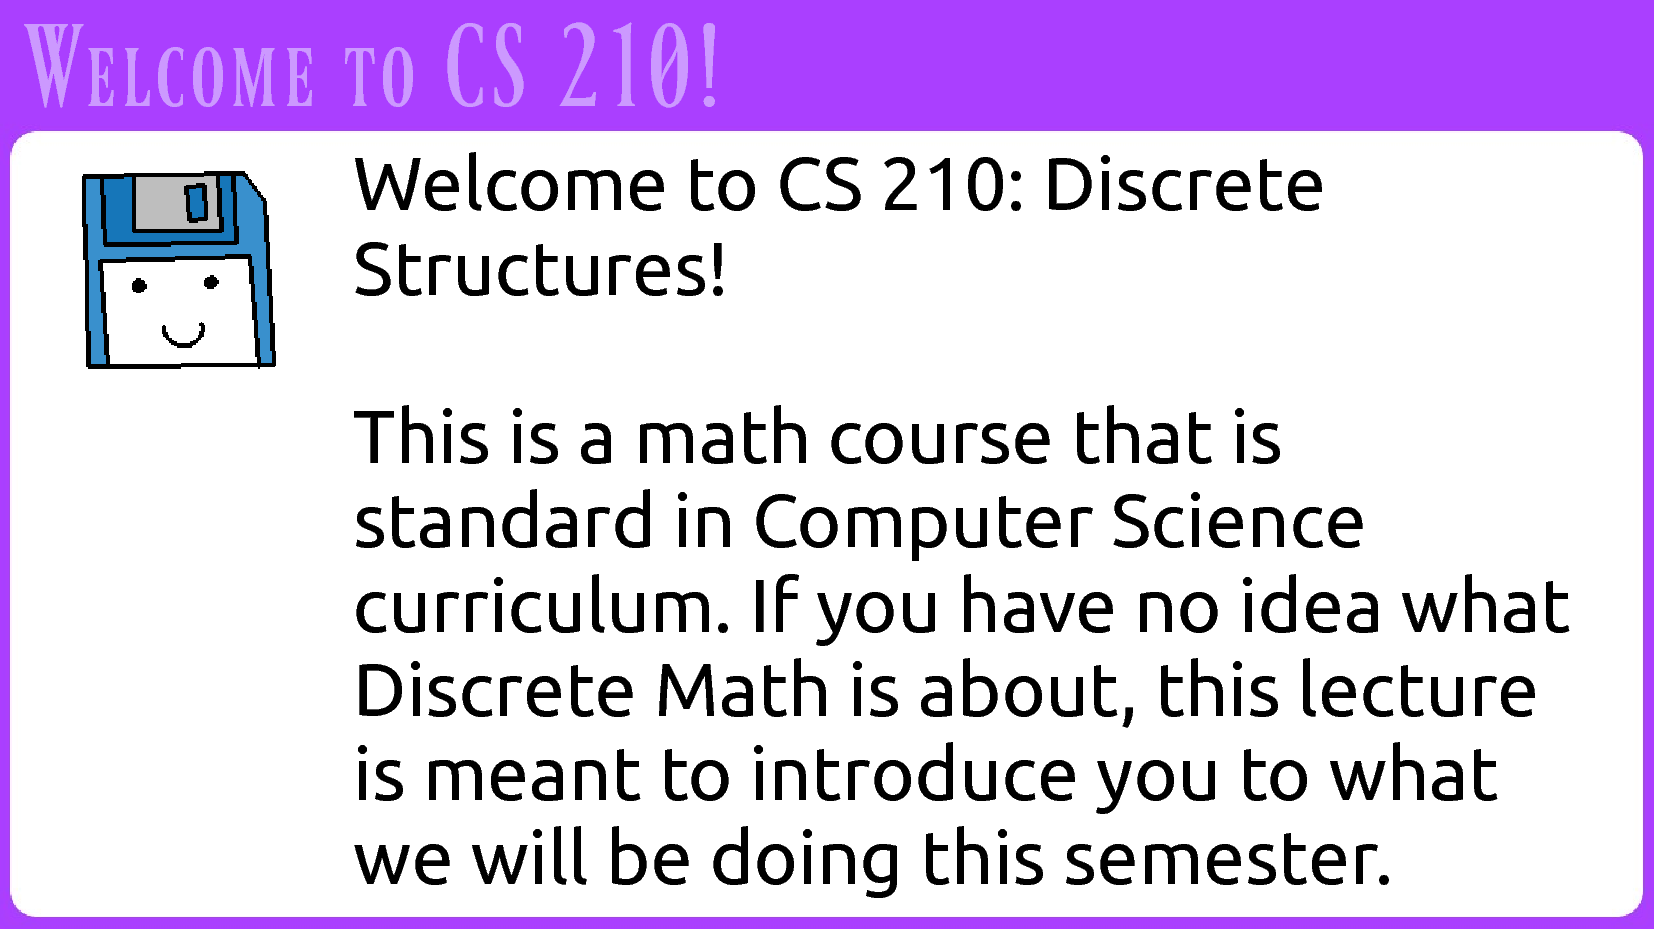 Welcome to CS 210!
Welcome to CS 210: Discrete
Structures!
This is a math course that is
standard in Computer Science
curriculum. If you have no idea what
Discrete Math is about, this lecture
is meant to introduce you to what
we will be doing this semester.